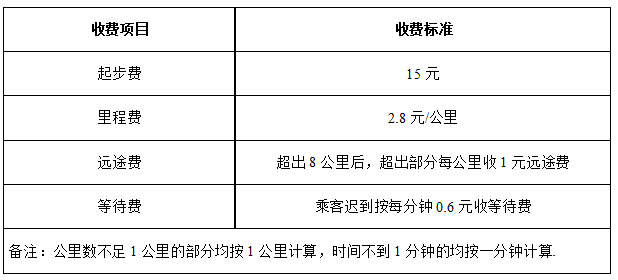 收费项目 收费标准
起步费 15 元
里程费 2.8 元/公里
远途费 超出 8 公里后，超出部分每公里收 1 元远途费
等待费 乘客迟到按每分钟 0.6 元收等待费
备注：公里数不足 1 公里的部分均按 1 公里计算，时间不到 1 分钟的均按一分钟计算.